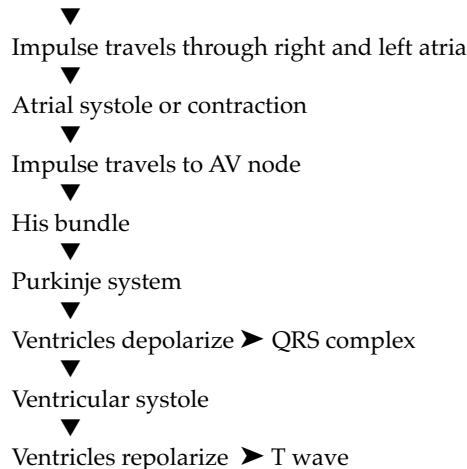 ▼
Impulse travels through right and left atria
▼
Atrial systole or contraction
▼
Impulse travels to AV node
▼
His bundle
▼
Purkinje system
▼
Ventricles depolarize ➤ QRS complex
▼
Ventricular systole
▼
Ventricles repolarize ➤ T wave